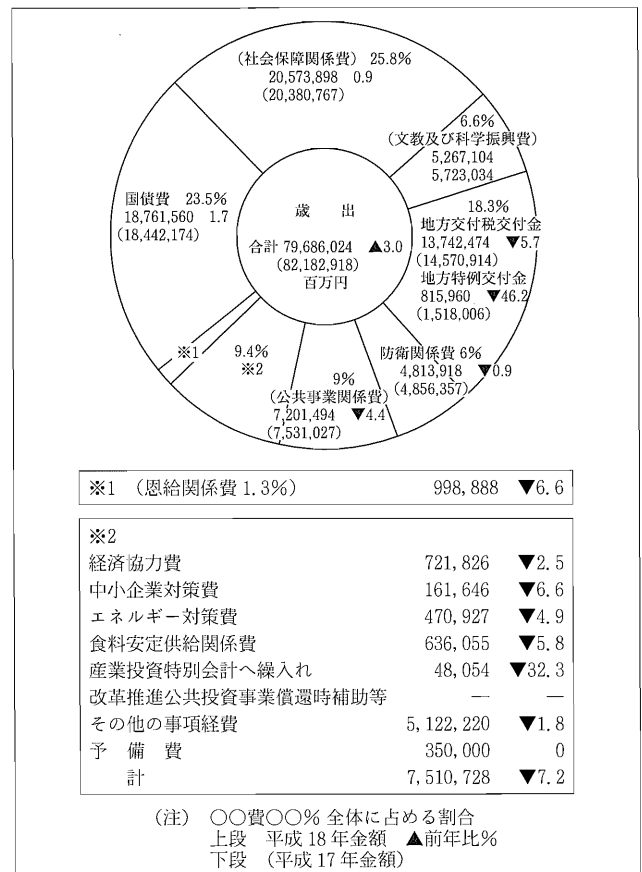 (社会保障関係費) 25.8%
20,573,898 0.9
(20,380,767)
6.6%
(文教及び科学振興費)
5,267,104
5,723,034
18.3%
地方交付税交付金
13,742,474 ▼5.7
(14,570,914)
地方特例交付金
815,960 ▼46.2
(1,518,006)
防衛関係費 6%
4,813,918 ▼0.9
(4,856,357)
9%
(公共事業関係費)
7,201,494 ▼4.4
(7,531,027)
9.4%
※2
※1
国債費 23.5%
18,761,560 1.7
(18,442,174)
歳 出
合計 79,686,024 ▲3.0
(82,182,918)
百万円
※1 (恩給関係費 1.3%) 998,888 ▼6.6
※2
経済協力費 721,826 ▼2.5
中小企業対策費 161,646 ▼6.6
エネルギー対策費 470,927 ▼4.9
食料安定供給関係費 636,055 ▼5.8
産業投資特別会計へ繰入れ 48,054 ▼32.3
改革推進公共投資事業償還時補助等 — —
その他の事項経費 5,122,220 ▼1.8
予 備 費 350,000 0
計 7,510,728 ▼7.2
(注) 〇〇費〇〇% 全体に占める割合
上段 平成18年金額 ▲前年比%
下段 (平成17年金額)